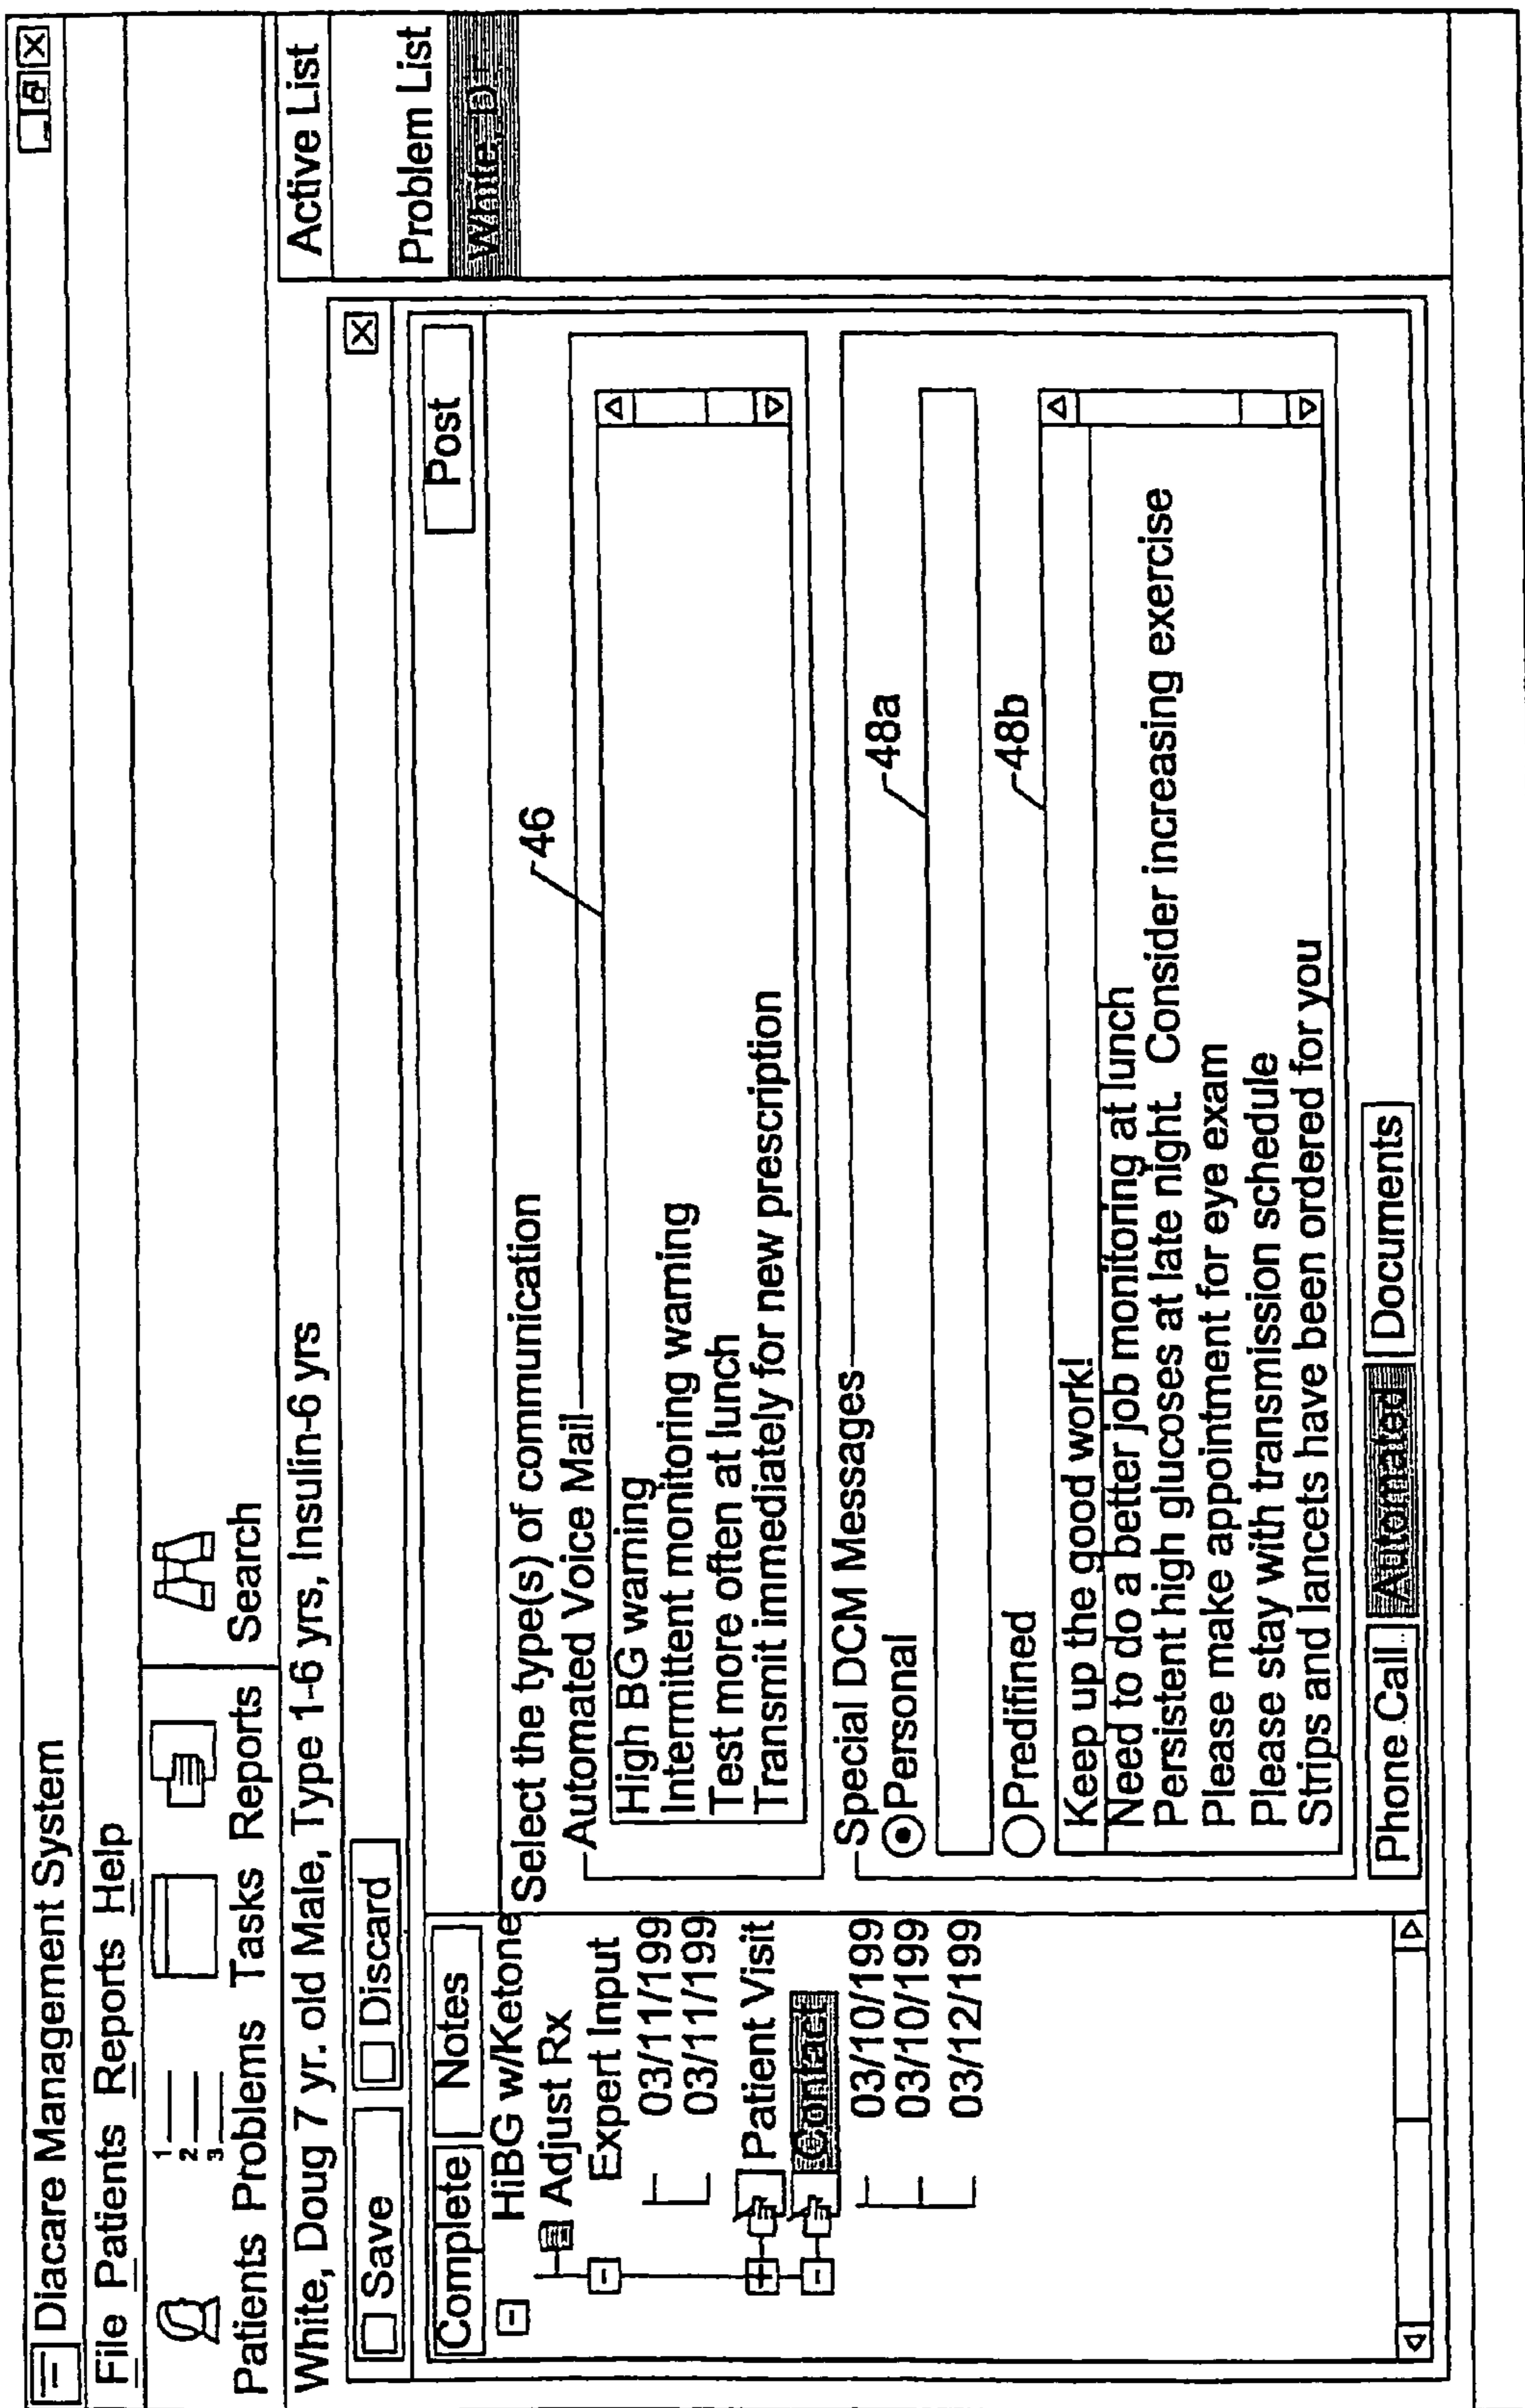 Diacare Management System
File Patients Reports Help
1
2
3
Patients Problems Tasks Reports Search
White, Doug 7 yr. old Male, Type 1-6 yrs, Insulin-6 yrs
Active List
Problem List
White, D
Save
Discard
Complete
Notes
HiBG w/Ketone
Adjust Rx
Expert Input
03/11/199
03/11/199
Patient Visit
Contact
03/10/199
03/10/199
03/12/199
Post
Select the type(s) of communication
Automated Voice Mail
46
High BG warning
Intermittent monitoring warning
Test more often at lunch
Transmit immediately for new prescription
Special DCM Messages
Personal
48a
Predifined
48b
Keep up the good work!
Need to do a better job monitoring at lunch
Persistent high glucoses at late night. Consider increasing exercise
Please make appointment for eye exam
Please stay with transmission schedule
Strips and lancets have been ordered for you
Phone Call..
Automated
Documents